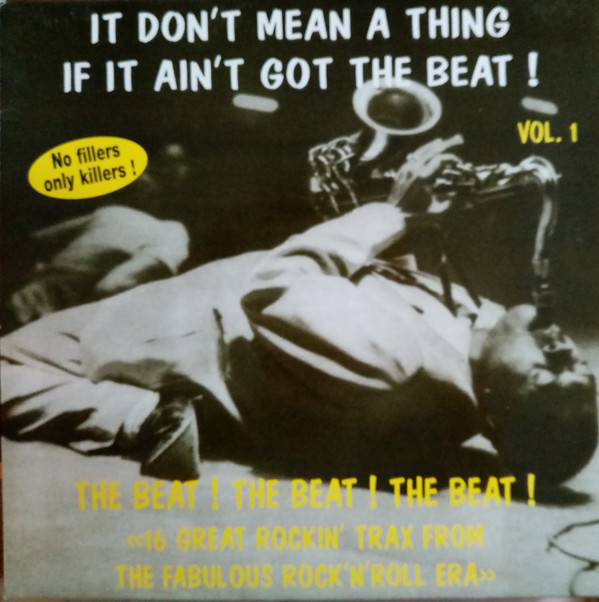 IT DON'T MEAN A THING
IF IT AIN'T GOT THE BEAT !
VOL. 1
No fillers
only killers !
THE BEAT ! THE BEAT ! THE BEAT !
«16 GREAT ROCKIN' TRAX FROM
THE FABULOUS ROCK'N'ROLL ERA»